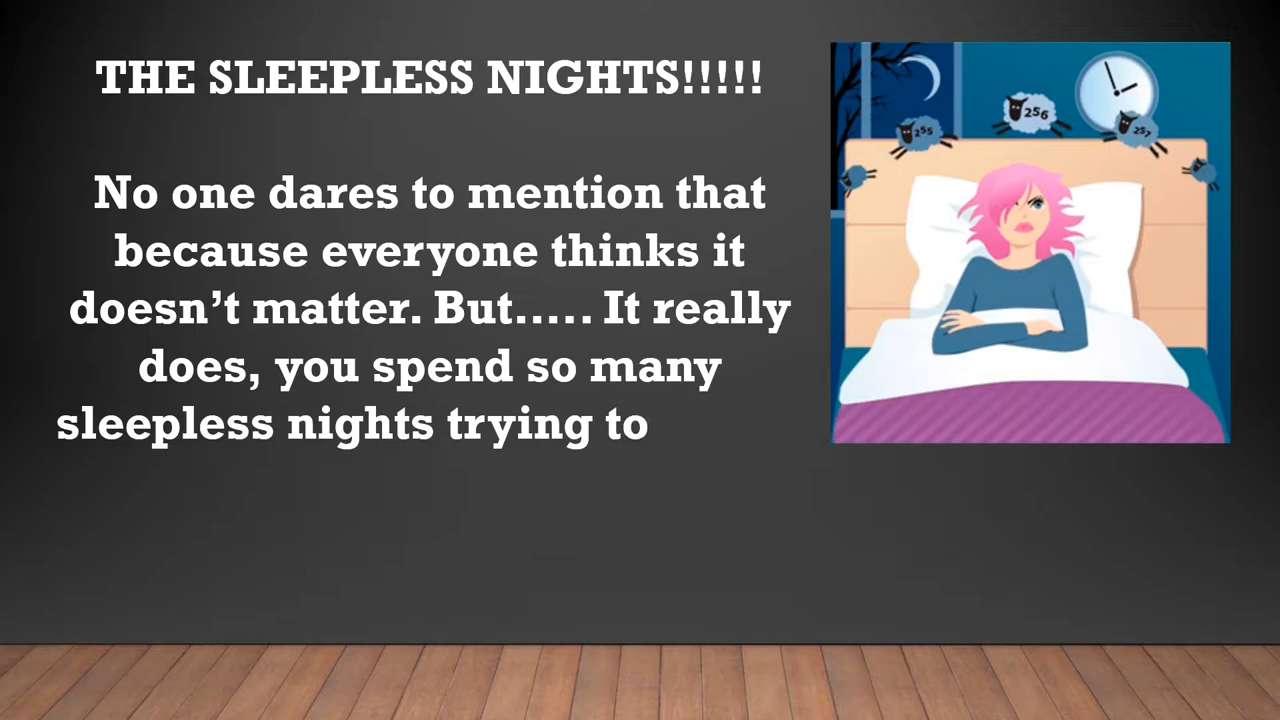 THE SLEEPLESS NIGHTS!!!!!
No one dares to mention that
because everyone thinks it
doesn’t matter. But..... It really
does, you spend so many
sleepless nights trying to
255
256
257